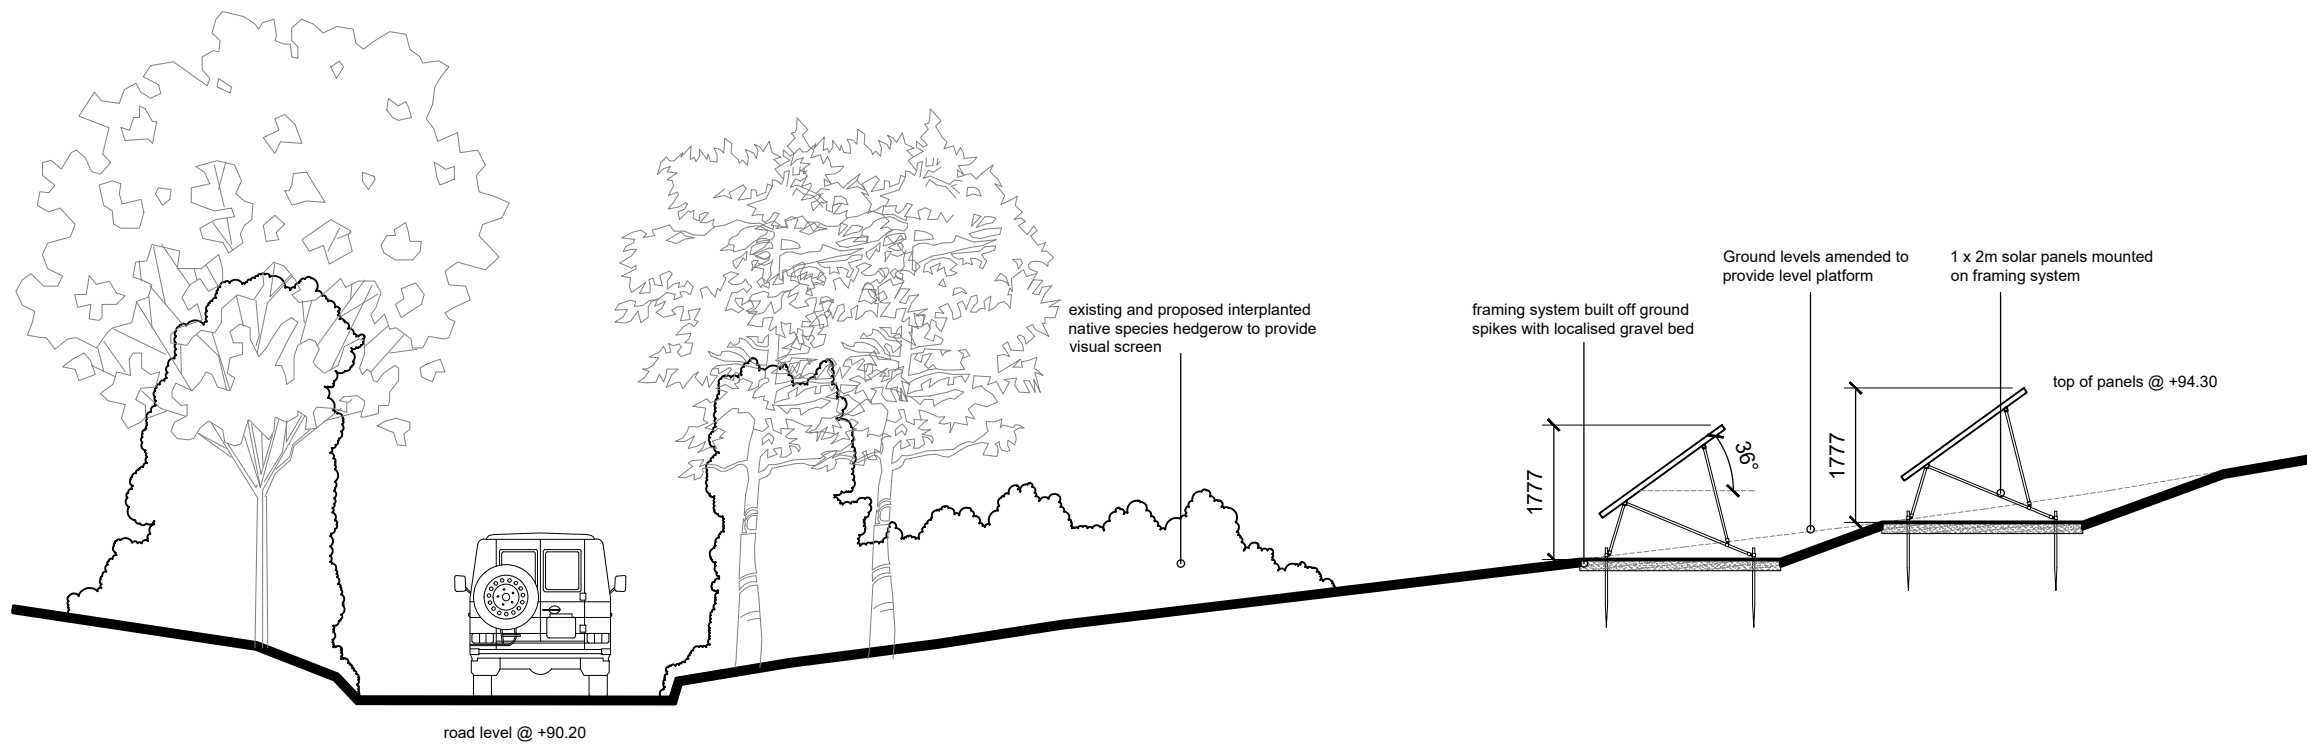 Ground levels amended to
provide level platform
1 x 2m solar panels mounted
on framing system
existing and proposed interplanted
native species hedgerow to provide
visual screen
framing system built off ground
spikes with localised gravel bed
top of panels @ +94.30
1777
36°
1777
road level @ +90.20